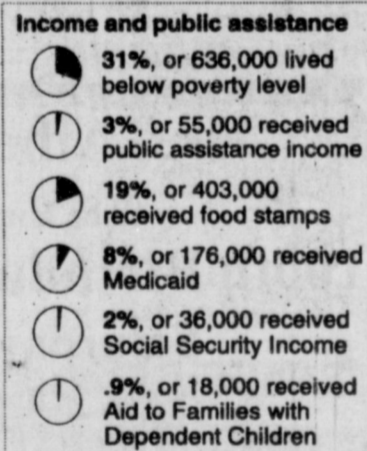 Income and public assistance
31%, or 636,000 lived
below poverty level
3%, or 55,000 received
public assistance income
19%, or 403,000
received food stamps
8%, or 176,000 received
Medicaid
2%, or 36,000 received
Social Security Income
.9%, or 18,000 received
Aid to Families with
Dependent Children